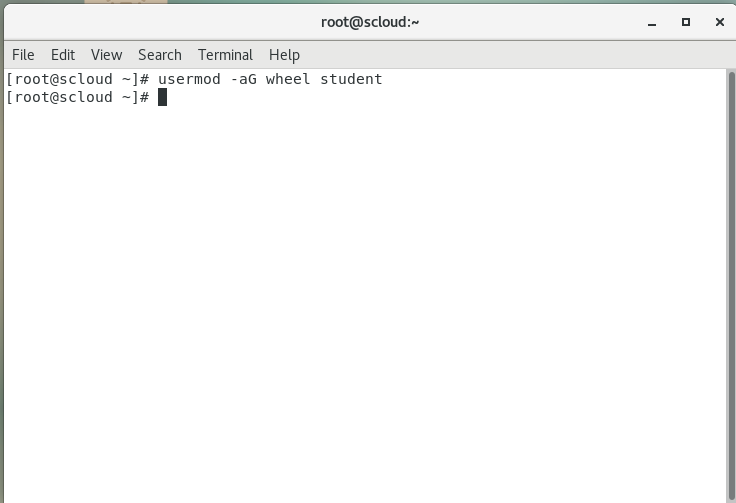 root@scloud:~
File Edit View Search Terminal Help
[root@scloud ~]# usermod -aG wheel student
[root@scloud ~]#